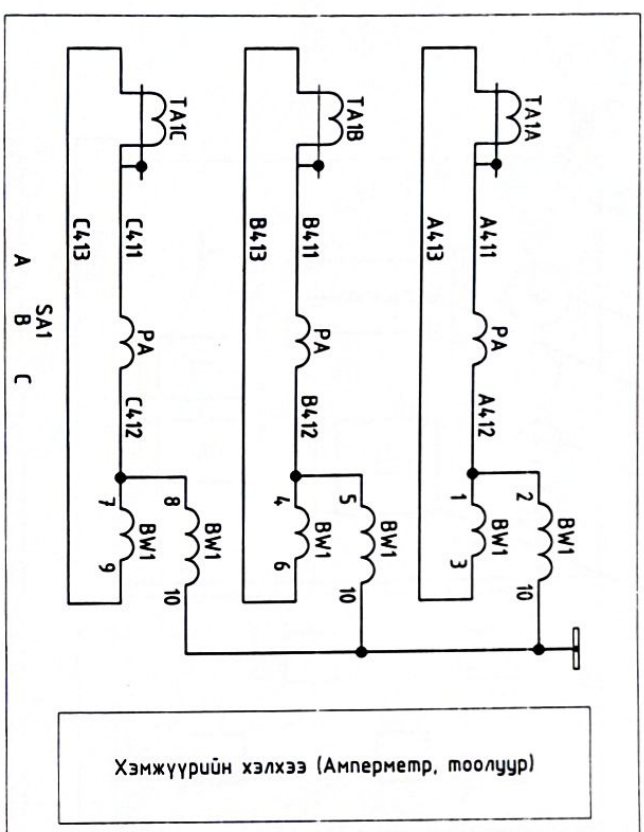 TA1A
A411
A413
PA
A412
2
BW1
10
1
BW1
3
TA1B
B411
B413
PA
B412
5
BW1
10
4
BW1
6
TA1C
C411
C413
PA
C412
8
BW1
10
7
BW1
9
SA1
A B C
Хэмжүүрийн хэлхээ (Амперметр, тоолуур)